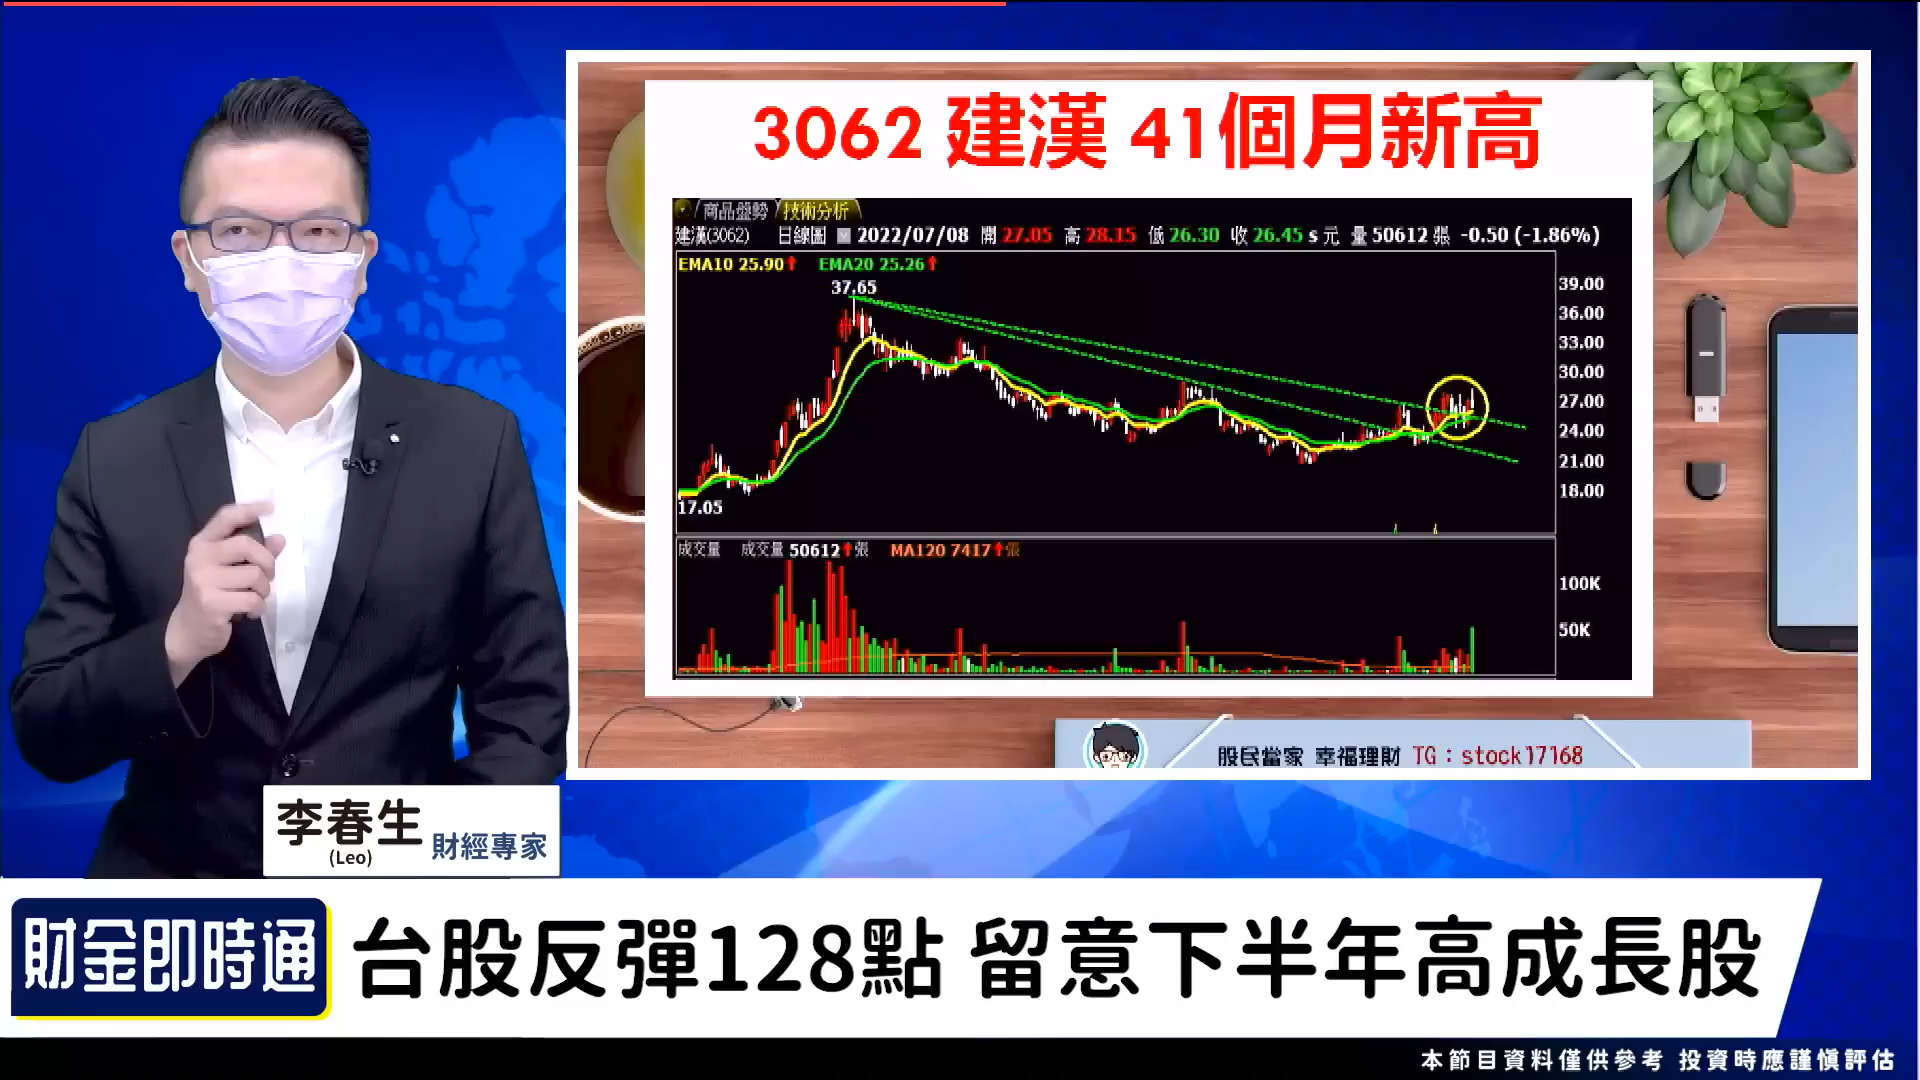 3062 建漢 41個月新高
商品盤勢 技術分析
建漢(3062) 日線圖 2022/07/08 開 27.05 高 28.15 低 26.30 收 26.45 s 元 量 50612 張 -0.50 (-1.86%)
EMA10 25.90↑ EMA20 25.26↑
37.65
39.00
36.00
33.00
30.00
27.00
24.00
21.00
18.00
17.05
成交量 成交量 50612↑張 MA120 7417↑張
100K
50K
股民當家 幸福理財 TG：stock17168
李春生
(Leo)
財經專家
財金即時通
台股反彈128點 留意下半年高成長股
本節目資料僅供參考 投資時應謹慎評估